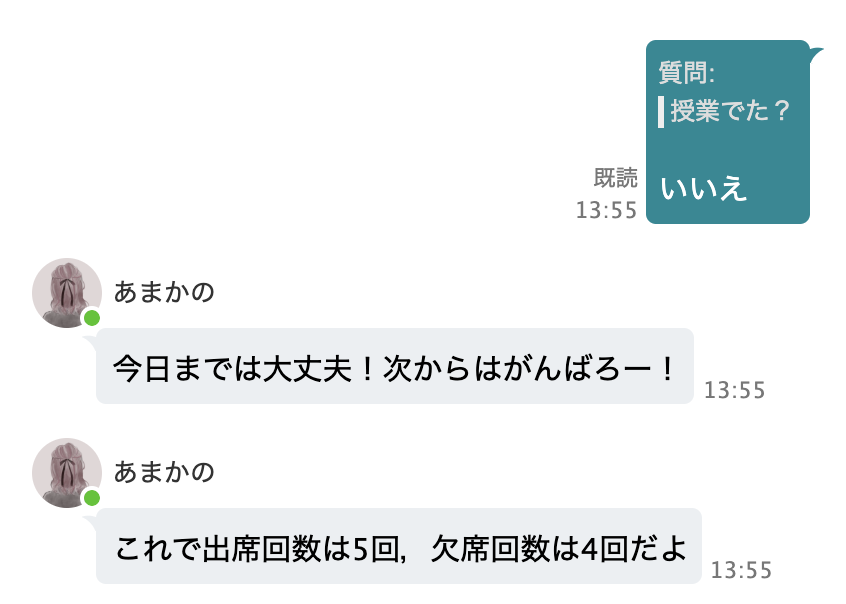 質問:
授業でた？
いいえ
既読
13:55
あまかの
今日までは大丈夫！次からはがんばろー！
13:55
あまかの
これで出席回数は5回，欠席回数は4回だよ
13:55